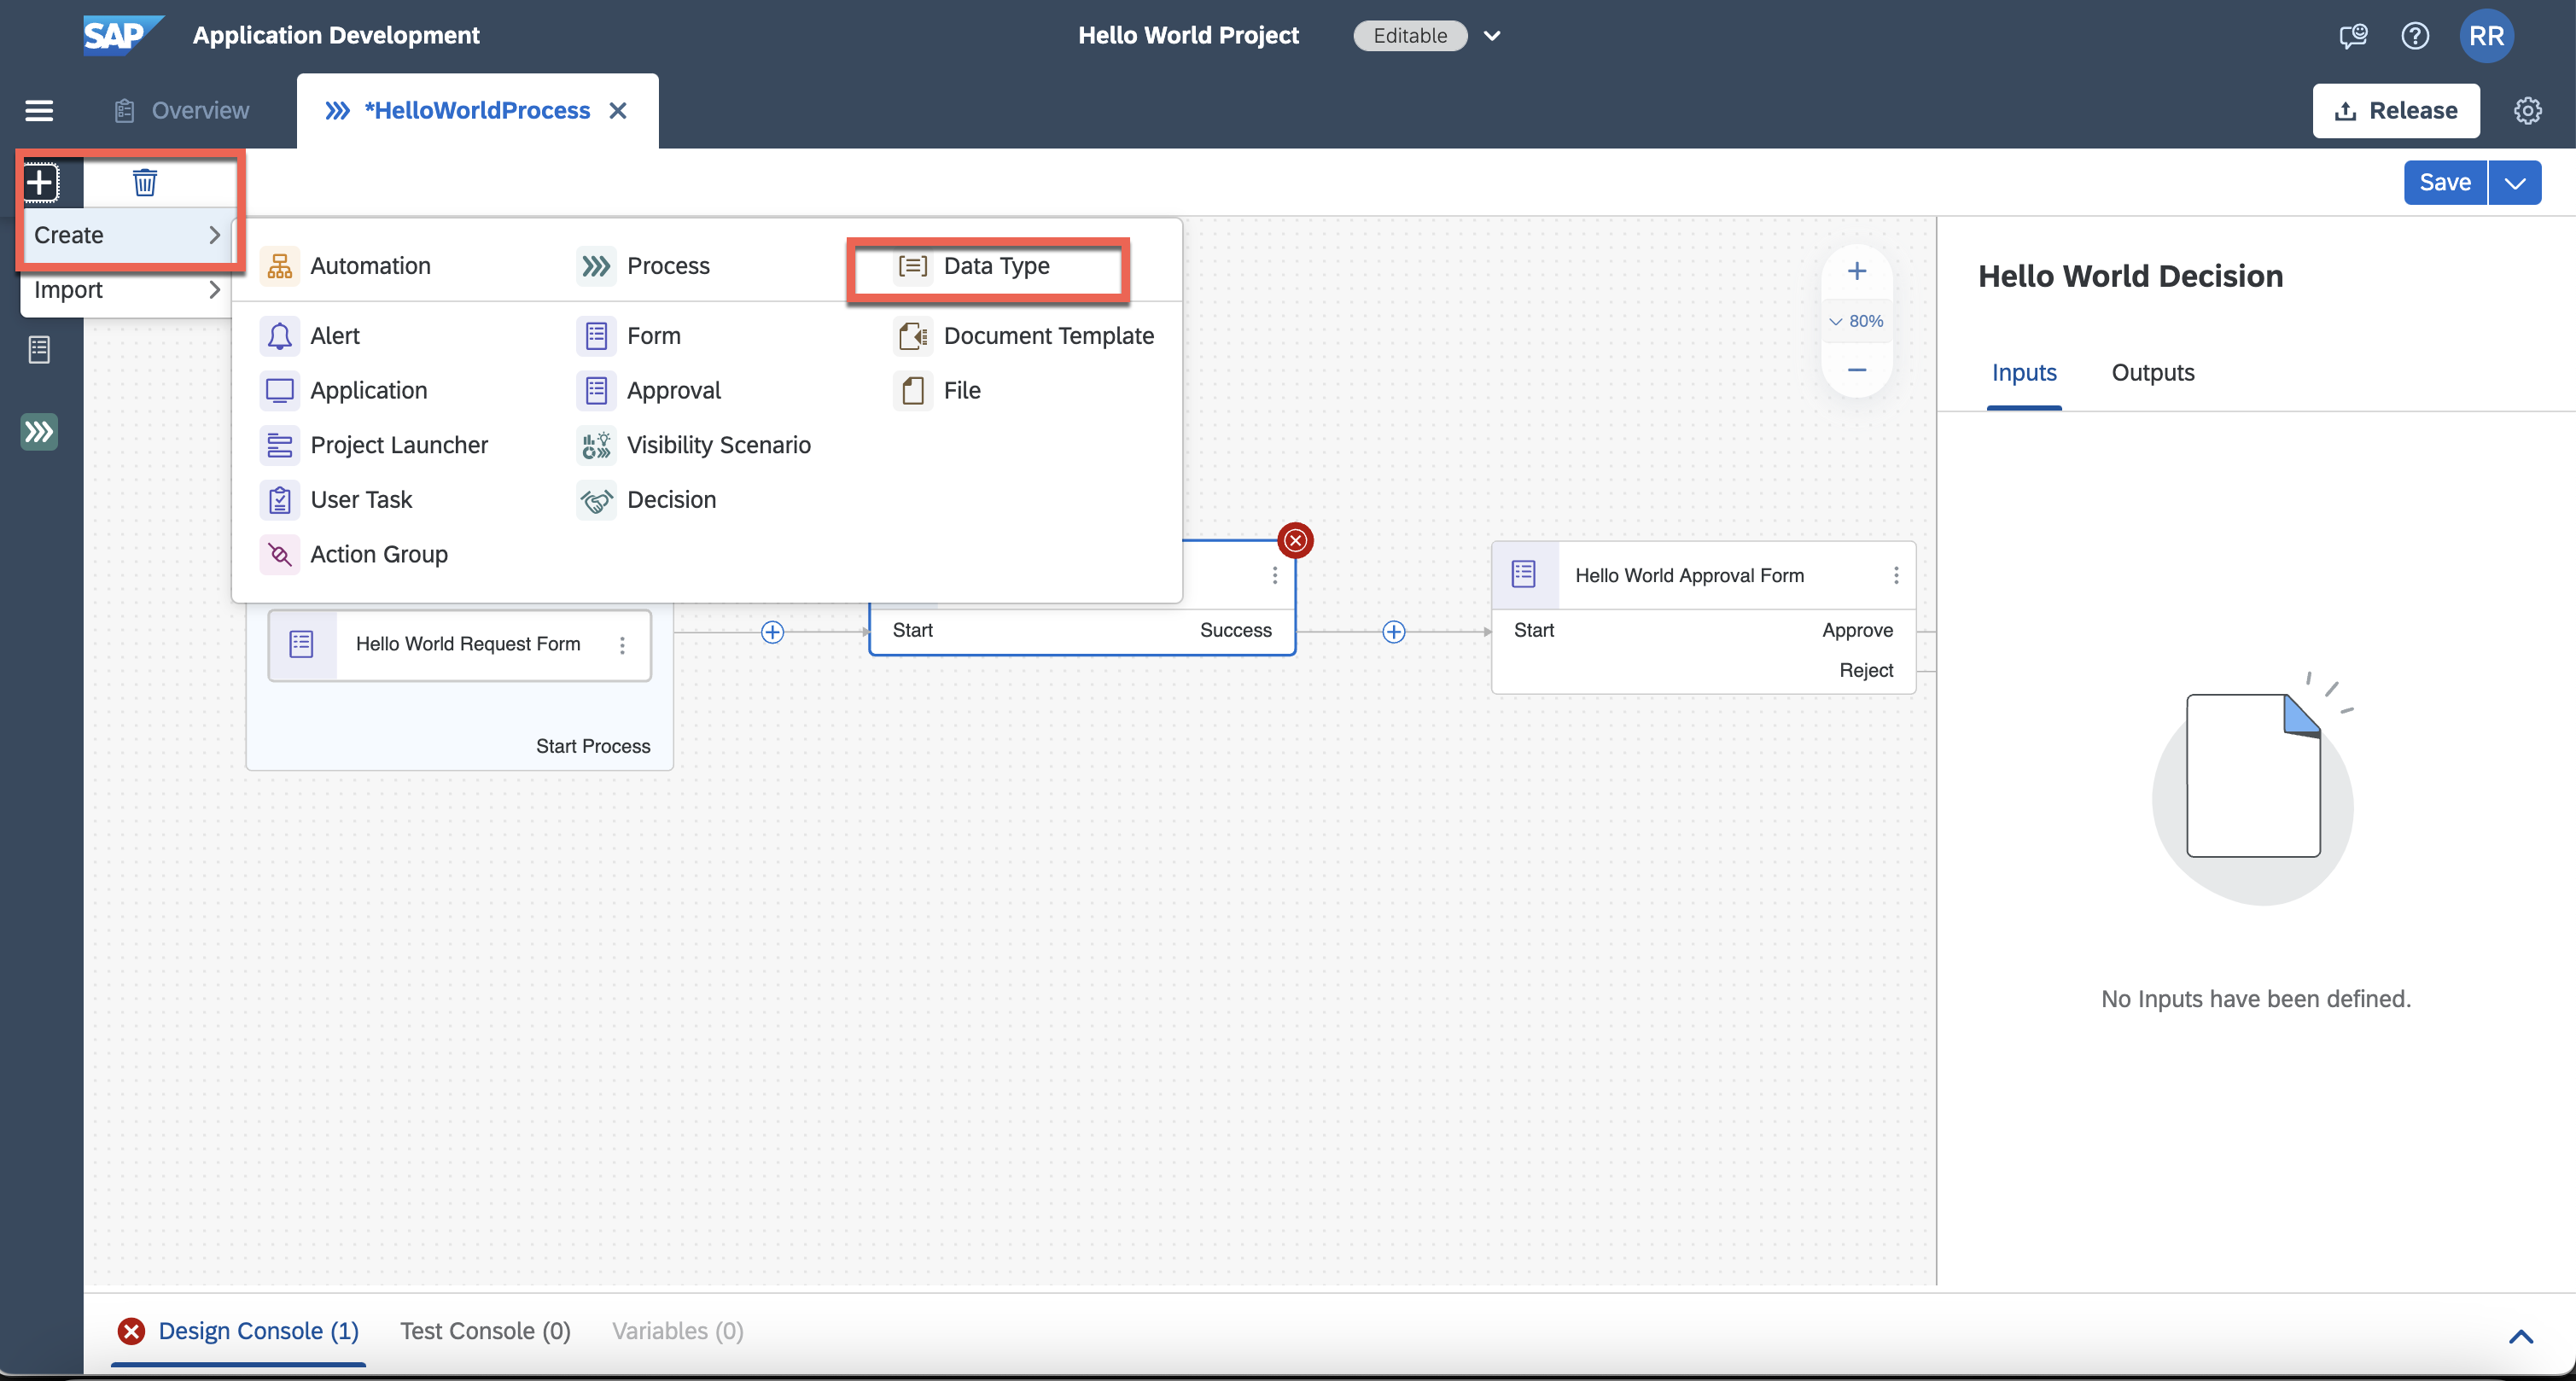 SAP Application Development
Hello World Project
Editable
RR
Overview
*HelloWorldProcess
Release
Save
Create
Import
Automation
Process
Data Type
Alert
Form
Document Template
Application
Approval
File
Project Launcher
Visibility Scenario
User Task
Decision
Action Group
80%
Hello World Request Form
Start Process
Start
Success
Hello World Approval Form
Start
Approve
Reject
Hello World Decision
Inputs
Outputs
No Inputs have been defined.
Design Console (1)
Test Console (0)
Variables (0)